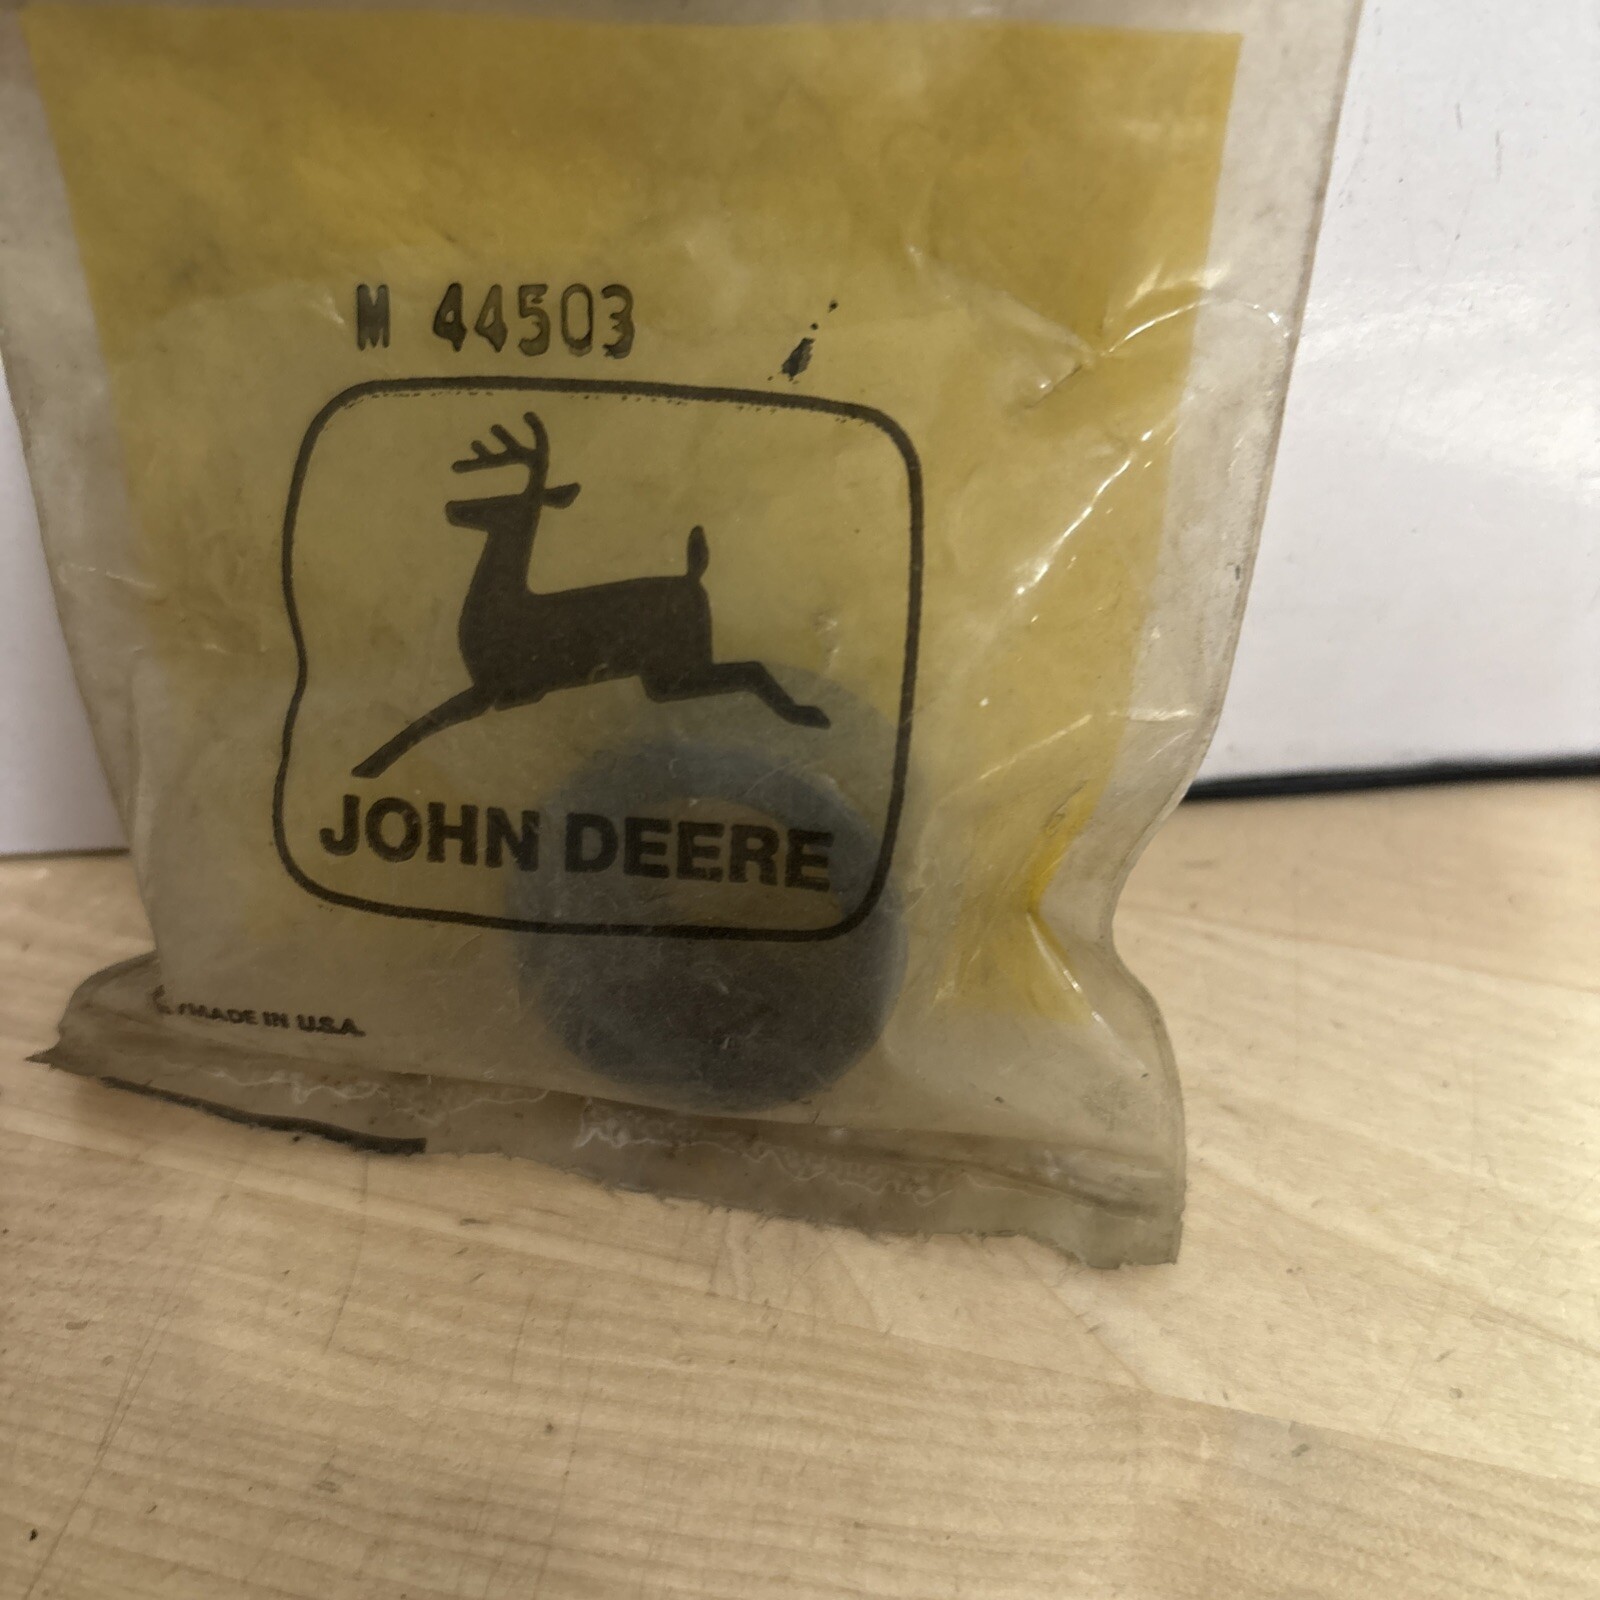 M 44503
JOHN DEERE
MADE IN U.S.A.